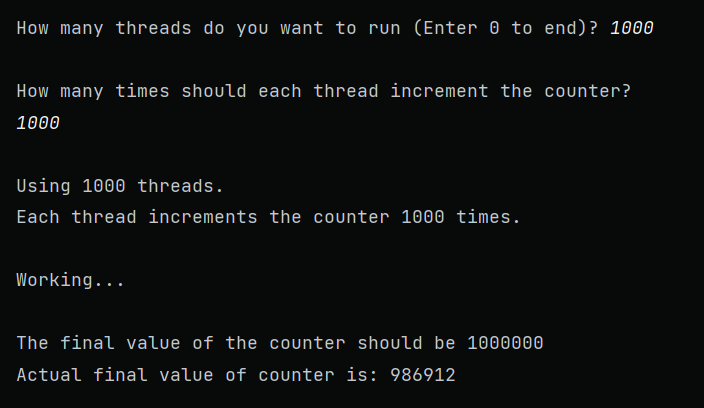 How many threads do you want to run (Enter 0 to end)? 1000
How many times should each thread increment the counter?
1000
Using 1000 threads.
Each thread increments the counter 1000 times.
Working...
The final value of the counter should be 1000000
Actual final value of counter is: 986912